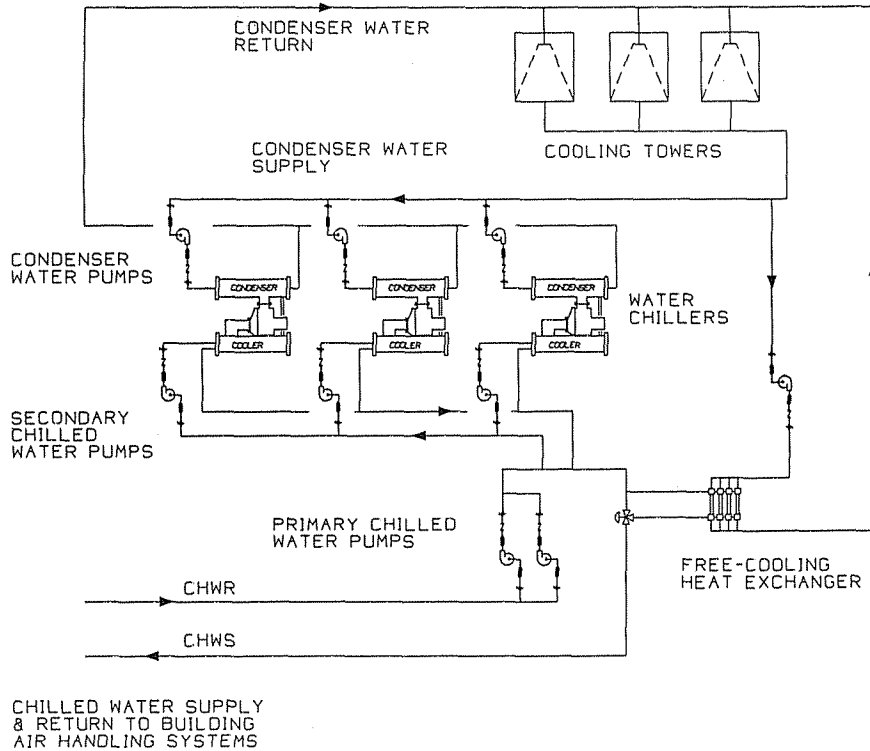 CONDENSER WATER
RETURN
CONDENSER WATER
SUPPLY
COOLING TOWERS
CONDENSER
WATER PUMPS
CONDENSER
CONDENSER
CONDENSER
WATER
CHILLERS
COOLER
COOLER
COOLER
SECONDARY
CHILLED
WATER PUMPS
PRIMARY CHILLED
WATER PUMPS
FREE-COOLING
HEAT EXCHANGER
CHWR
CHWS
CHILLED WATER SUPPLY
& RETURN TO BUILDING
AIR HANDLING SYSTEMS